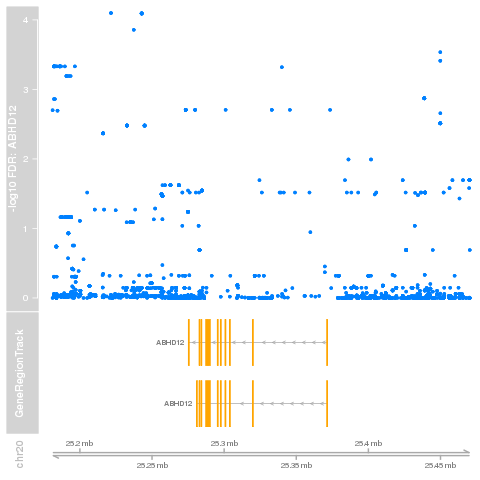 -log10 FDR: ABHD12
4
3
2
1
0
GeneRegionTrack
ABHD12
ABHD12
chr20
25.2 mb
25.3 mb
25.4 mb
25.25 mb
25.35 mb
25.45 mb